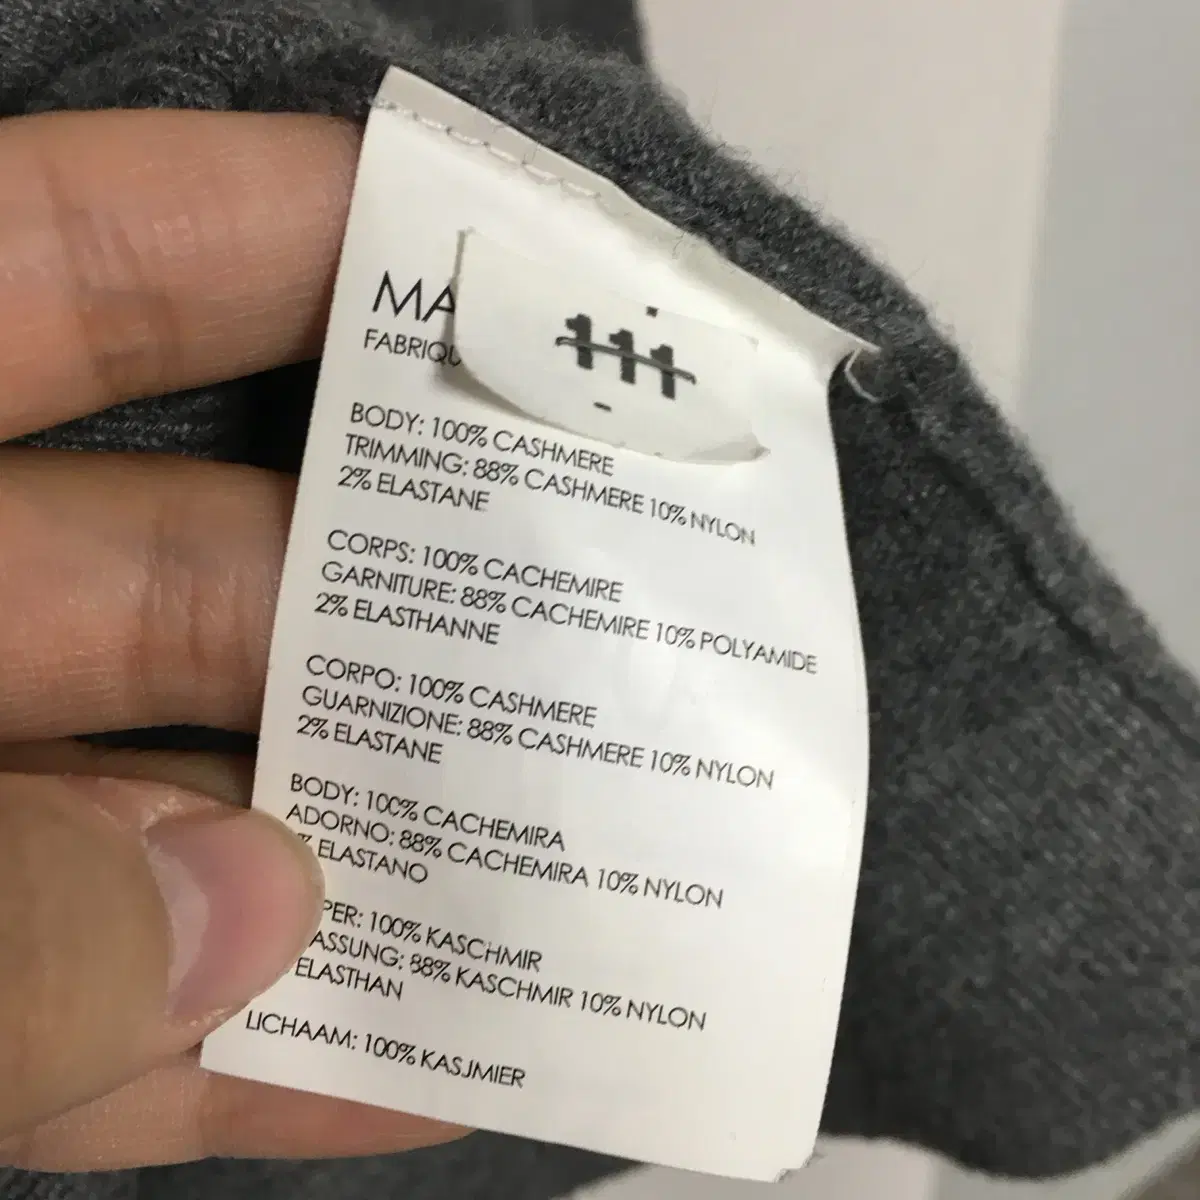 MA
111
FABRIQU
BODY: 100% CASHMERE
TRIMMING: 88% CASHMERE 10% NYLON
2% ELASTANE
CORPS: 100% CACHEMIRE
GARNITURE: 88% CACHEMIRE 10% POLYAMIDE
2% ELASTHANNE
CORPO: 100% CASHMERE
GUARNIZIONE: 88% CASHMERE 10% NYLON
2% ELASTANE
BODY: 100% CACHEMIRA
ADORNO: 88% CACHEMIRA 10% NYLON
% ELASTANO
PER: 100% KASCHMIR
ASSUNG: 88% KASCHMIR 10% NYLON
ELASTHAN
LICHAAM: 100% KASJMIER